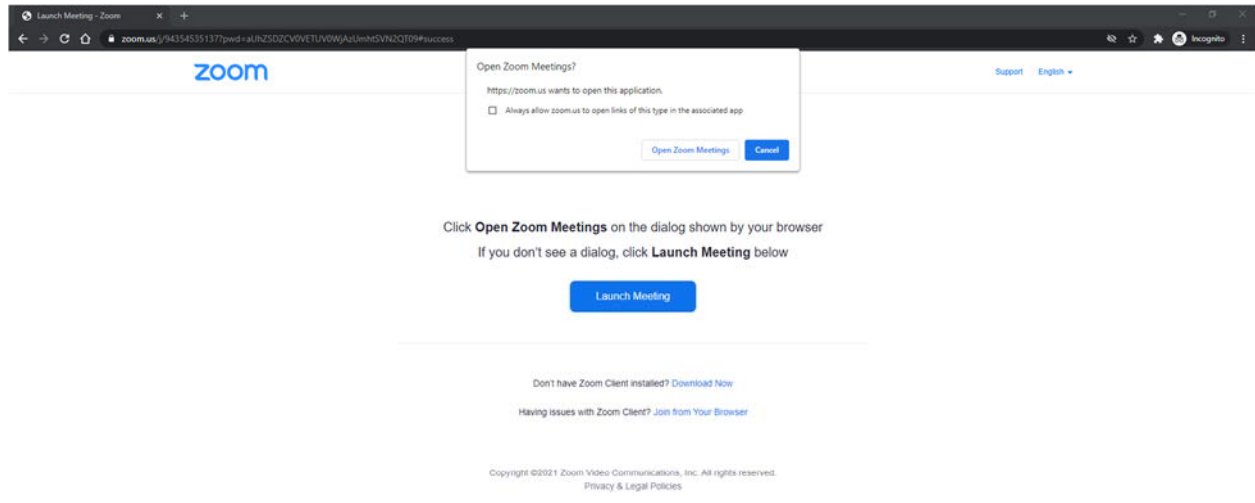 Launch Meeting - Zoom
zoom.us/j/94354535137?pwd=aUhZSDZCV0VETUV0WjAzUmhtSVN2QT09#success
Incognito
zoom
Support English
Open Zoom Meetings?
https://zoom.us wants to open this application.
Always allow zoom.us to open links of this type in the associated app
Open Zoom Meetings Cancel
Click Open Zoom Meetings on the dialog shown by your browser
If you don't see a dialog, click Launch Meeting below
Launch Meeting
Don't have Zoom Client installed? Download Now
Having issues with Zoom Client? Join from Your Browser
Copyright ©2021 Zoom Video Communications, Inc. All rights reserved.
Privacy & Legal Policies